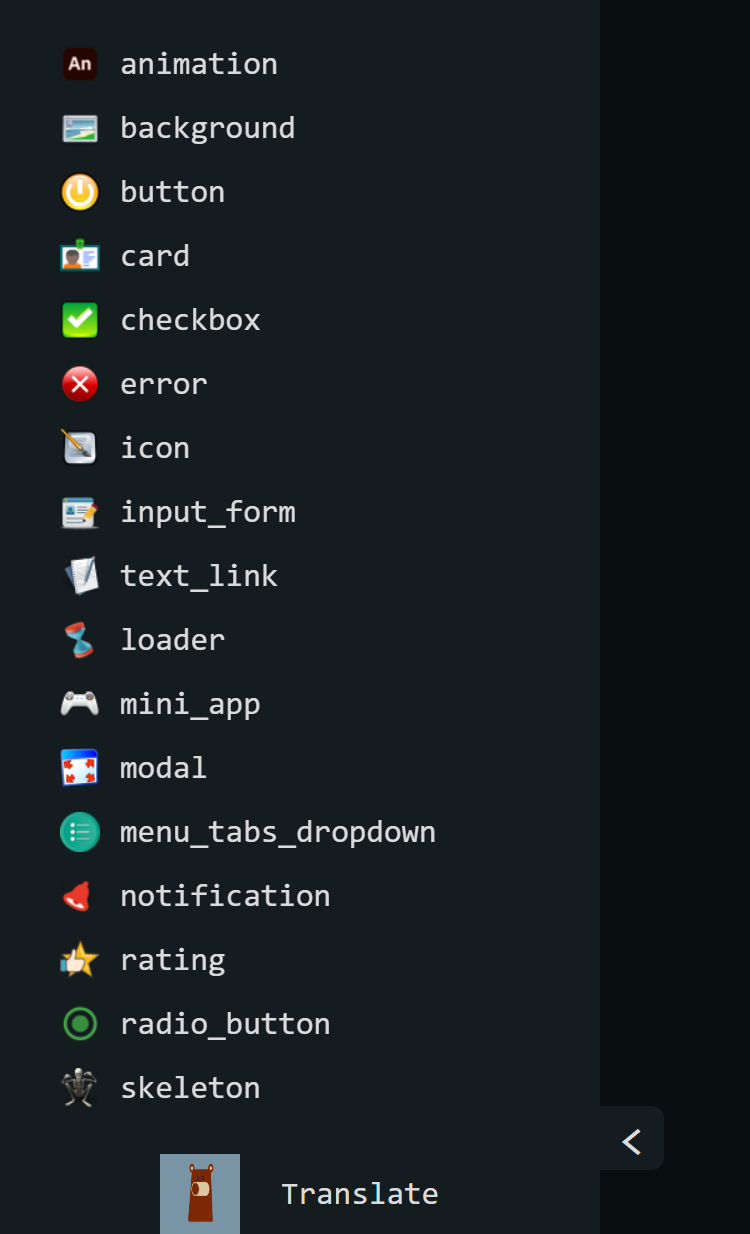 An animation
background
button
card
checkbox
error
icon
input_form
text_link
loader
mini_app
modal
menu_tabs_dropdown
notification
rating
radio_button
skeleton
Translate